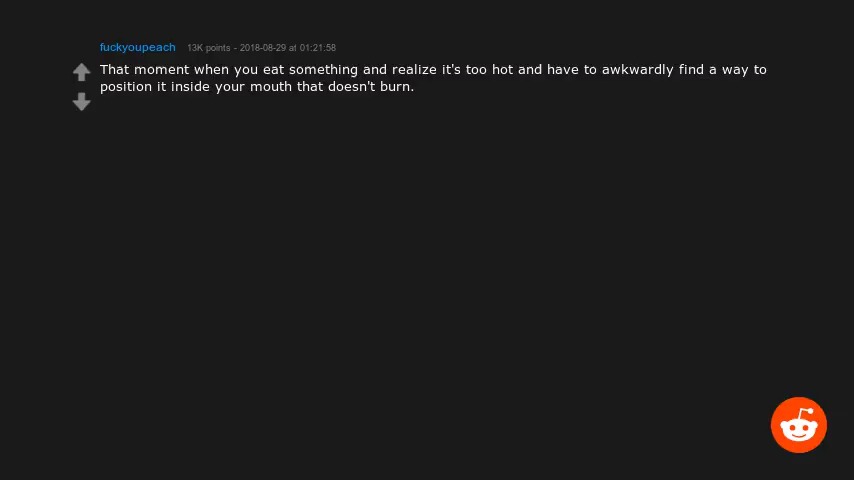 fuckyoupeach 13K points - 2018-08-29 at 01:21:58
That moment when you eat something and realize it's too hot and have to awkwardly find a way to
position it inside your mouth that doesn't burn.